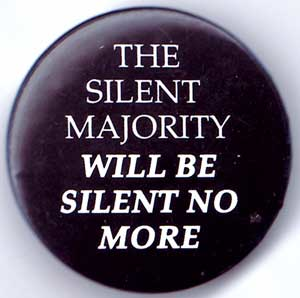 THE
SILENT
MAJORITY
WILL BE
SILENT NO
MORE